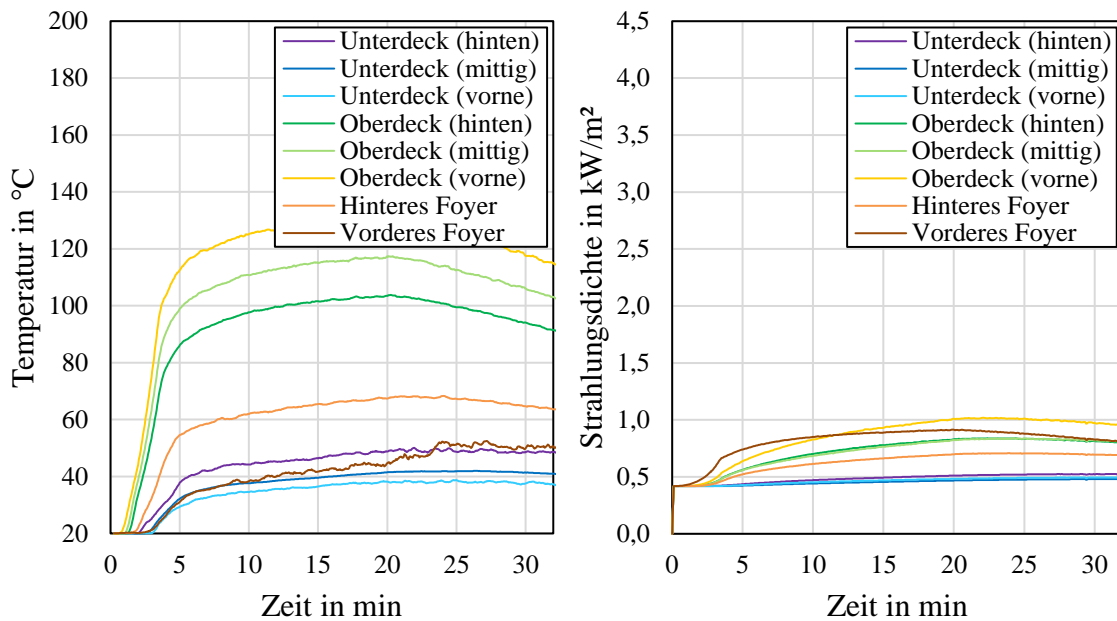 200
180
160
140
120
100
80
60
40
20
Temperatur in °C
0
5
10
15
20
25
30
Zeit in min
Unterdeck (hinten)
Unterdeck (mittig)
Unterdeck (vorne)
Oberdeck (hinten)
Oberdeck (mittig)
Oberdeck (vorne)
Hinteres Foyer
Vorderes Foyer
4,5
4,0
3,5
3,0
2,5
2,0
1,5
1,0
0,5
0,0
Strahlungsdichte in kW/m²
0
5
10
15
20
25
30
Zeit in min
Unterdeck (hinten)
Unterdeck (mittig)
Unterdeck (vorne)
Oberdeck (hinten)
Oberdeck (mittig)
Oberdeck (vorne)
Hinteres Foyer
Vorderes Foyer